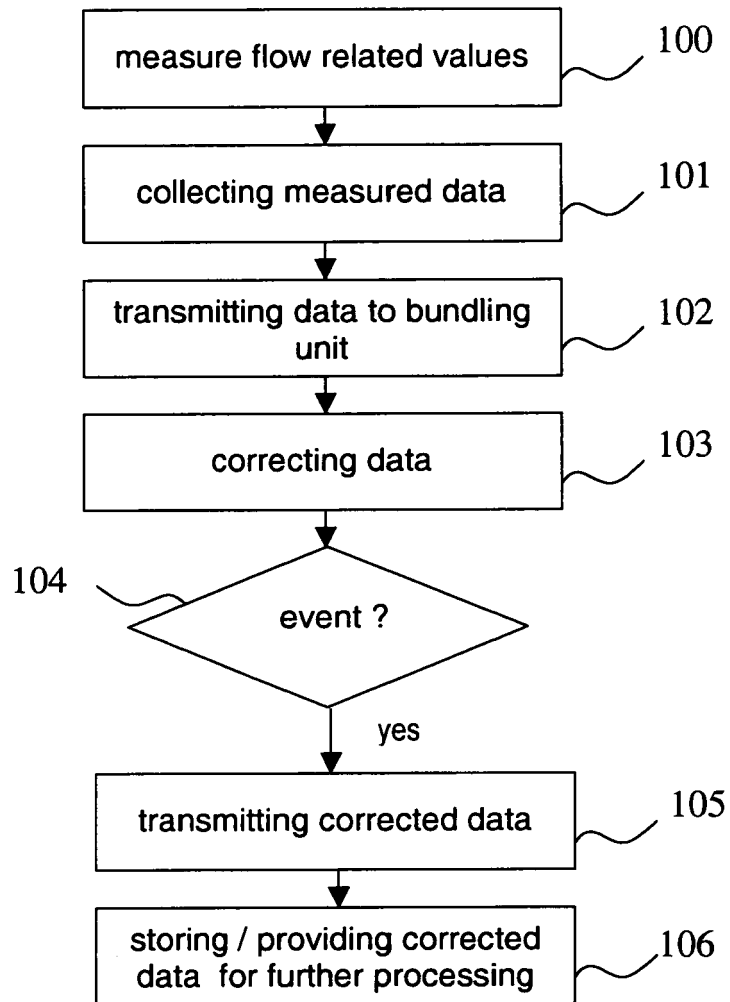 measure flow related values
100
collecting measured data
101
transmitting data to bundling
unit
102
correcting data
103
104
event ?
yes
transmitting corrected data
105
storing / providing corrected
data for further processing
106